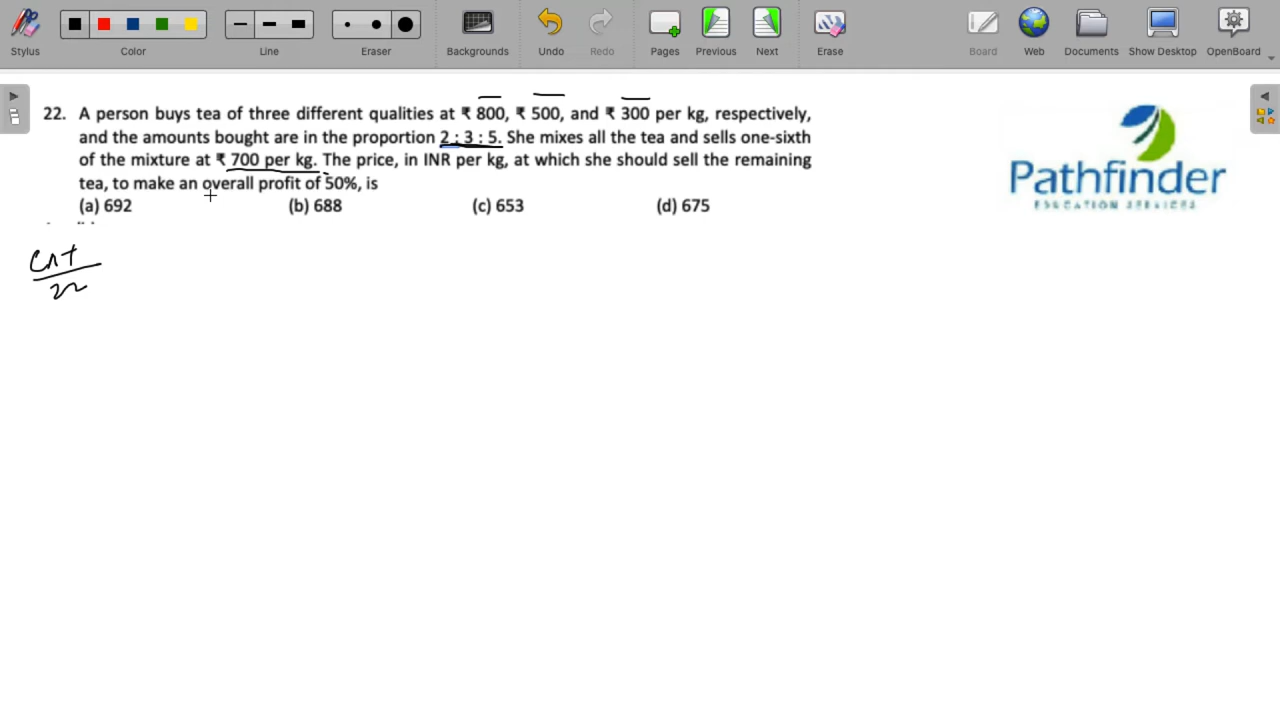 Stylus Color Line Eraser Backgrounds Undo Redo Pages Previous Next Erase Board Web Documents Show Desktop OpenBoard
22. A person buys tea of three different qualities at ₹ 800, ₹ 500, and ₹ 300 per kg, respectively,
and the amounts bought are in the proportion 2 : 3 : 5. She mixes all the tea and sells one-sixth
of the mixture at ₹ 700 per kg. The price, in INR per kg, at which she should sell the remaining
tea, to make an overall profit of 50%, is
(a) 692 (b) 688 (c) 653 (d) 675
Pathfinder
EDUCATION SERVICES